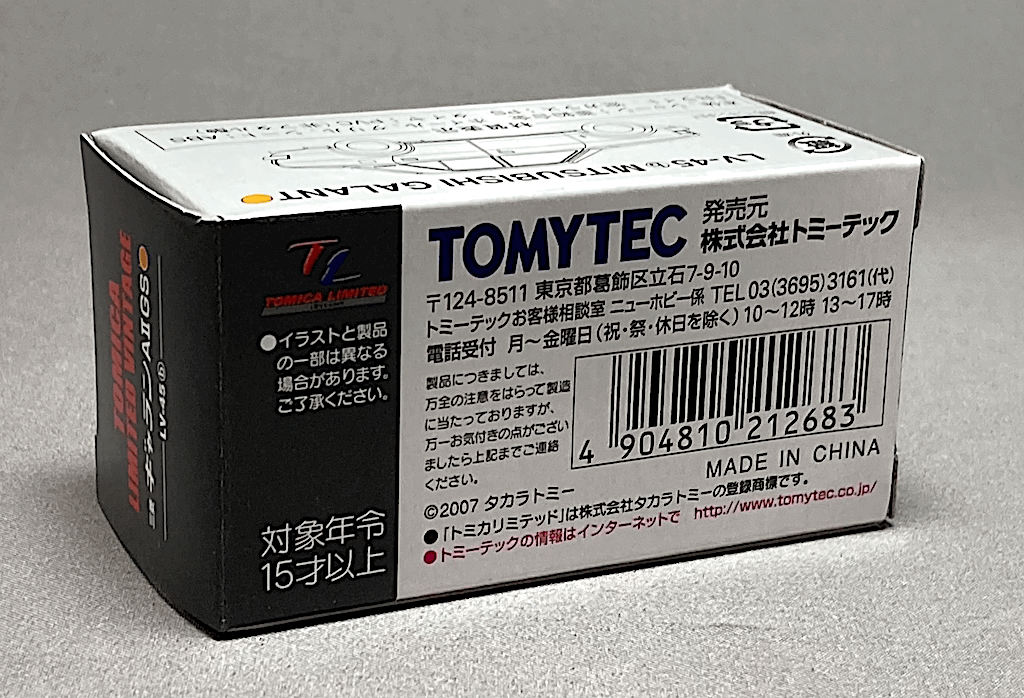 LV-45 b MITSUBISHI GALANT
材質表示
紙
TOMICA
LIMITED VINTAGE
ギャラン/AⅡGS
LV-45 b
TL
TOMICA LIMITED
●イラストと製品
の一部は異なる
場合があります。
ご了承ください。
対象年令
15才以上
TOMYTEC
発売元
株式会社トミーテック
〒124-8511 東京都葛飾区立石7-9-10
トミーテックお客様相談室 ニューホビー係 TEL 03(3695)3161(代)
電話受付 月〜金曜日(祝・祭・休日を除く)10〜12時 13〜17時
製品につきましては、
万全の注意をはらって製造
に当たっておりますが、
万一お気付きの点がござい
ましたら上記までご連絡
ください。
4 904810 212683
MADE IN CHINA
©2007 タカラトミー
●「トミカリミテッド」は株式会社タカラトミーの登録商標です。
●トミーテックの情報はインターネットで http://www.tomytec.co.jp/